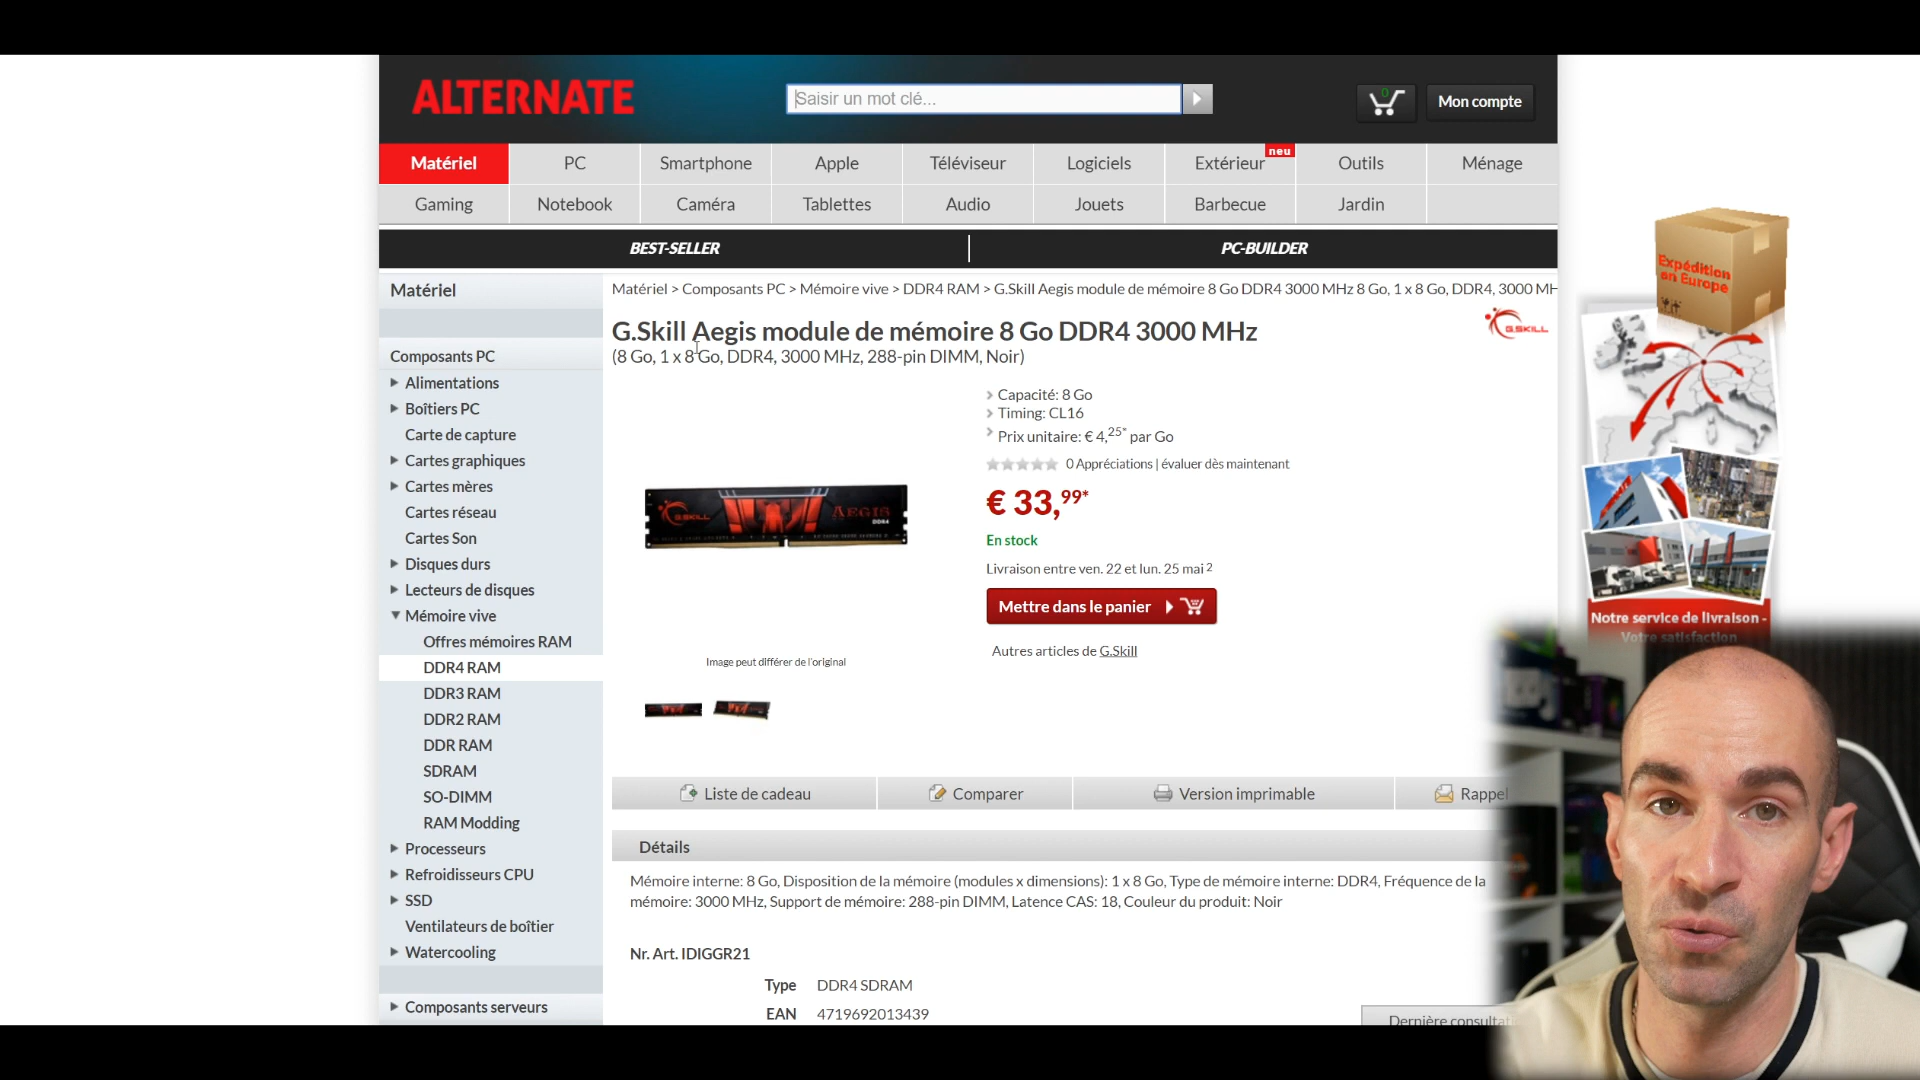 ALTERNATE
Saisir un mot clé...
0
Mon compte
Matériel
PC
Smartphone
Apple
Téléviseur
Logiciels
Extérieur
neu
Outils
Ménage
Gaming
Notebook
Caméra
Tablettes
Audio
Jouets
Barbecue
Jardin
BEST-SELLER
PC-BUILDER
Expédition
en Europe
Matériel
Composants PC
Alimentations
Boîtiers PC
Carte de capture
Cartes graphiques
Cartes mères
Cartes réseau
Cartes Son
Disques durs
Lecteurs de disques
Mémoire vive
Offres mémoires RAM
DDR4 RAM
DDR3 RAM
DDR2 RAM
DDR RAM
SDRAM
SO-DIMM
RAM Modding
Processeurs
Refroidisseurs CPU
SSD
Ventilateurs de boîtier
Watercooling
Composants serveurs
Matériel > Composants PC > Mémoire vive > DDR4 RAM > G.Skill Aegis module de mémoire 8 Go DDR4 3000 MHz 8 Go, 1 x 8 Go, DDR4, 3000 MH
G.Skill Aegis module de mémoire 8 Go DDR4 3000 MHz
(8 Go, 1 x 8 Go, DDR4, 3000 MHz, 288-pin DIMM, Noir)
G.SKILL
Capacité: 8 Go
Timing: CL16
Prix unitaire: € 4,25* par Go
0 Appréciations | évaluer dès maintenant
€ 33,99*
En stock
Livraison entre ven. 22 et lun. 25 mai 2
Mettre dans le panier
Autres articles de G.Skill
G.SKILL
AEGIS
DDR4
Image peut différer de l'original
Notre service de livraison -
Votre satisfaction
Liste de cadeau
Comparer
Version imprimable
Rappel
Détails
Mémoire interne: 8 Go, Disposition de la mémoire (modules x dimensions): 1 x 8 Go, Type de mémoire interne: DDR4, Fréquence de la
mémoire: 3000 MHz, Support de mémoire: 288-pin DIMM, Latence CAS: 18, Couleur du produit: Noir
Nr. Art. IDIGGR21
Type DDR4 SDRAM
EAN 4719692013439
Dernière consultati